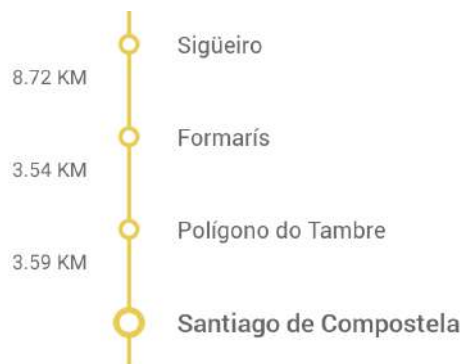 Sigüeiro
8.72 KM
Formarís
3.54 KM
Polígono do Tambre
3.59 KM
Santiago de Compostela